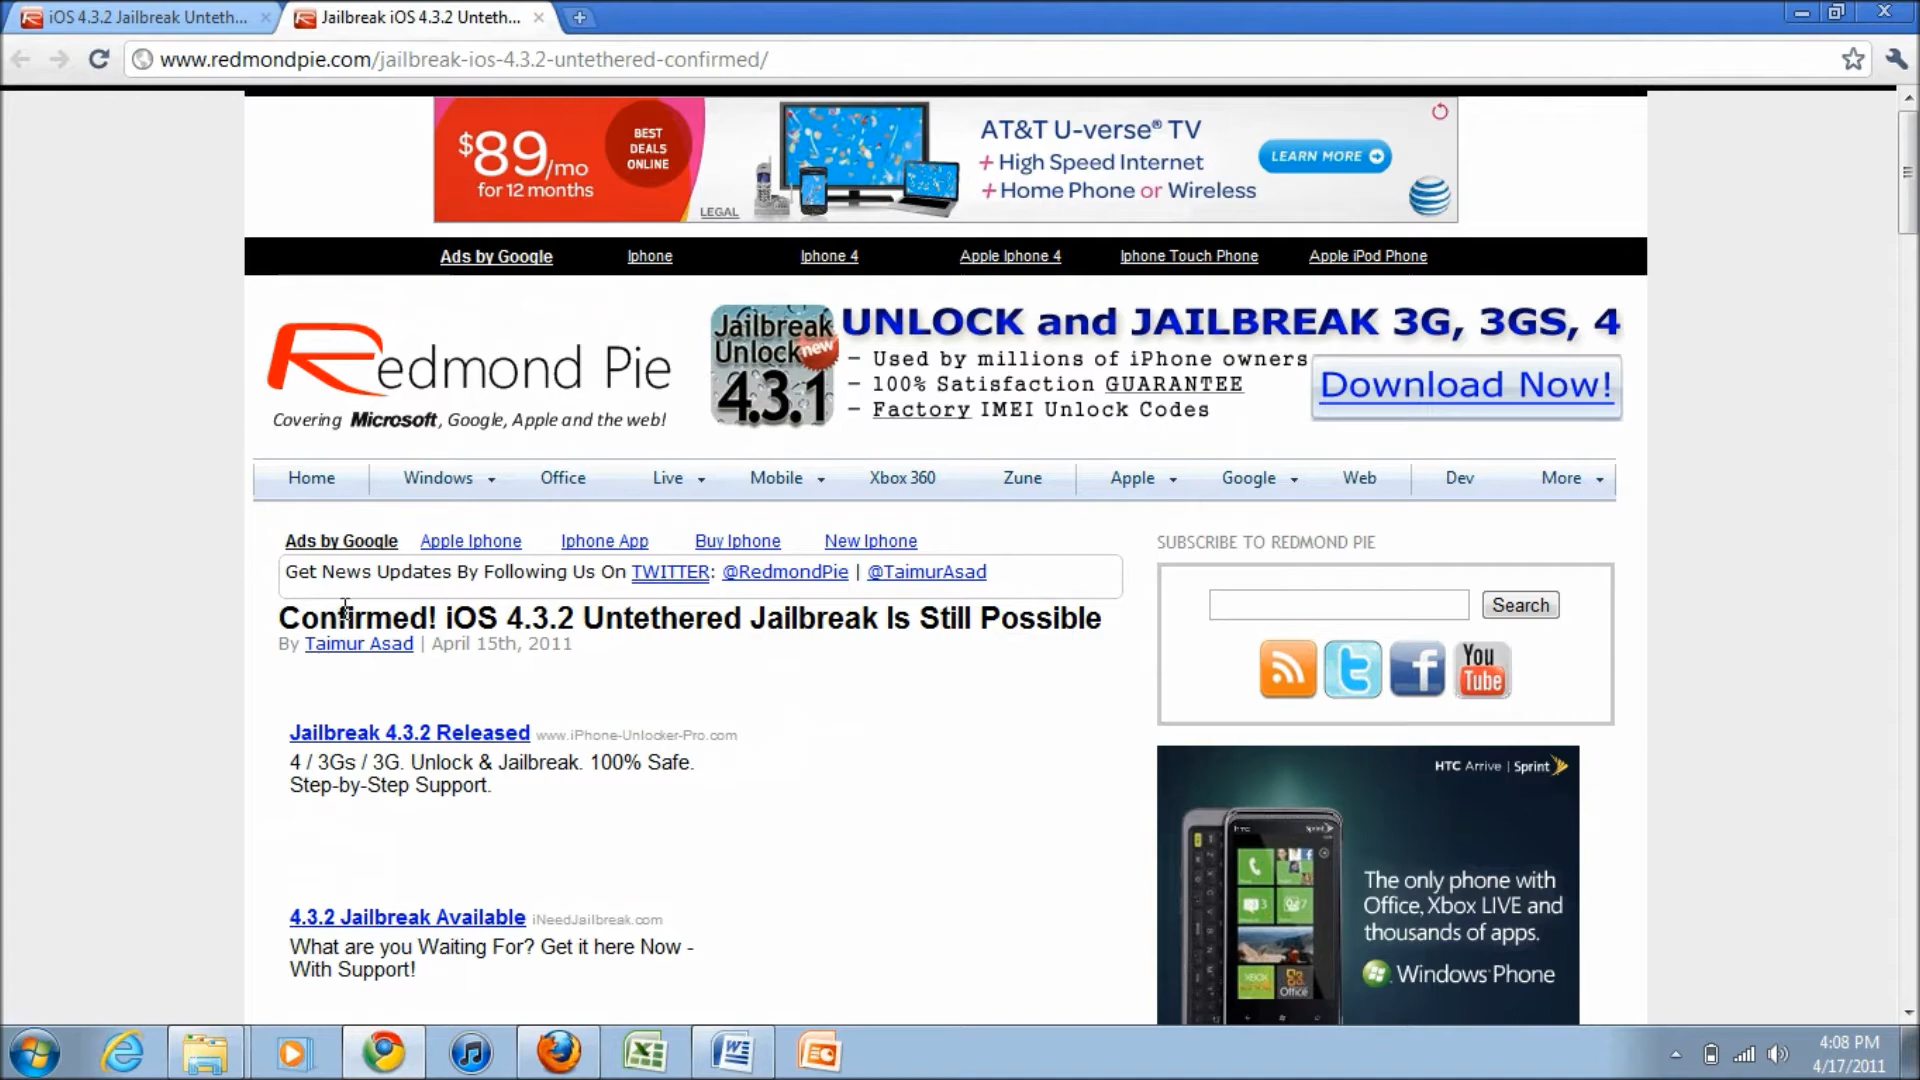 iOS 4.3.2 Jailbreak Unteth...
Jailbreak iOS 4.3.2 Unteth...
www.redmondpie.com/jailbreak-ios-4.3.2-untethered-confirmed/
$89/mo
for 12 months
BEST
DEALS
ONLINE
LEGAL
AT&T U-verse® TV
+ High Speed Internet
+ Home Phone or Wireless
LEARN MORE
at&t
Ads by Google Iphone Iphone 4 Apple Iphone 4 Iphone Touch Phone Apple iPod Phone
Redmond Pie
Covering Microsoft, Google, Apple and the web!
Jailbreak
Unlock new
4.3.1
UNLOCK and JAILBREAK 3G, 3GS, 4
- Used by millions of iPhone owners
- 100% Satisfaction GUARANTEE
- Factory IMEI Unlock Codes
Download Now!
Home Windows Office Live Mobile Xbox 360 Zune Apple Google Web Dev More
Ads by Google Apple Iphone Iphone App Buy Iphone New Iphone
Get News Updates By Following Us On TWITTER: @RedmondPie | @TaimurAsad
Confirmed! iOS 4.3.2 Untethered Jailbreak Is Still Possible
By Taimur Asad | April 15th, 2011
Jailbreak 4.3.2 Released www.iPhone-Unlocker-Pro.com
4 / 3Gs / 3G. Unlock & Jailbreak. 100% Safe.
Step-by-Step Support.
4.3.2 Jailbreak Available iNeedJailbreak.com
What are you Waiting For? Get it here Now -
With Support!
SUBSCRIBE TO REDMOND PIE
Search
You
Tube
HTC Arrive | Sprint
The only phone with
Office, Xbox LIVE and
thousands of apps.
Windows Phone
4:08 PM
4/17/2011